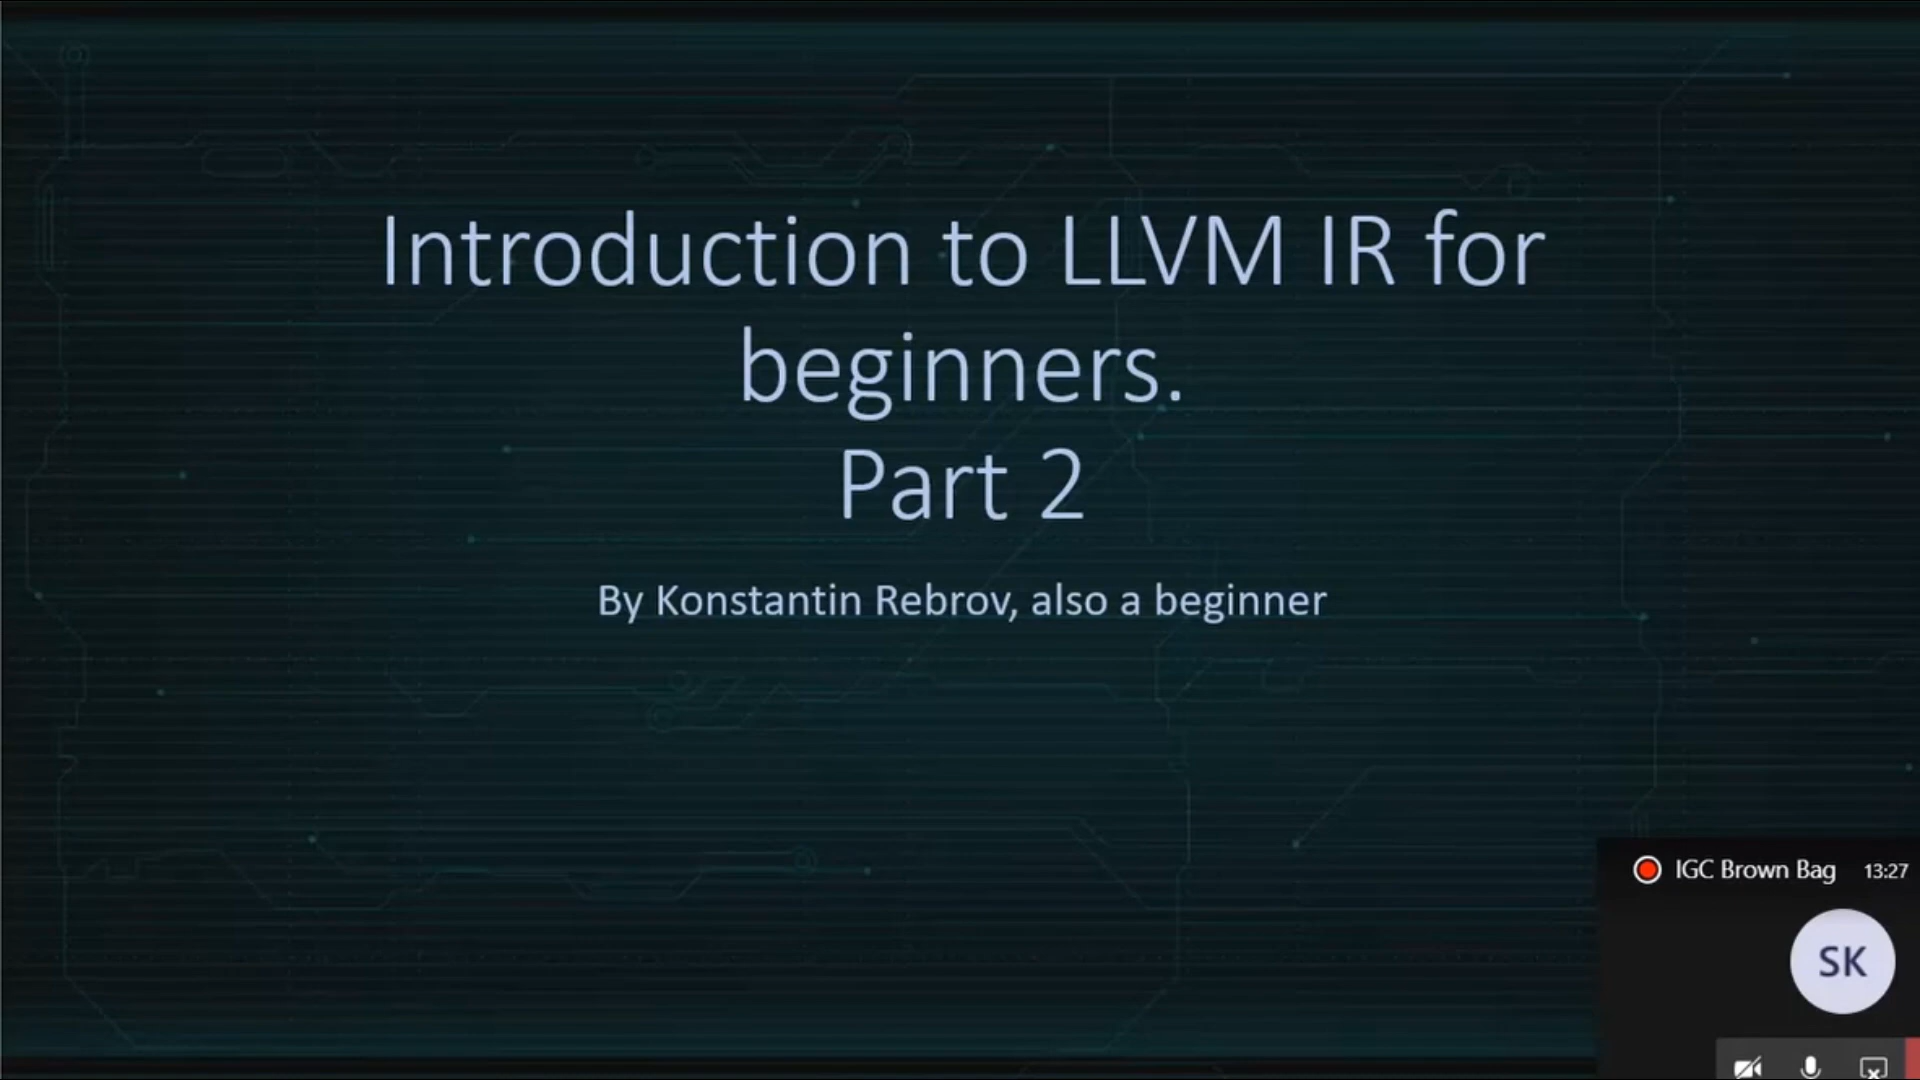 Introduction to LLVM IR for
beginners.
Part 2
By Konstantin Rebrov, also a beginner
IGC Brown Bag 13:27
SK